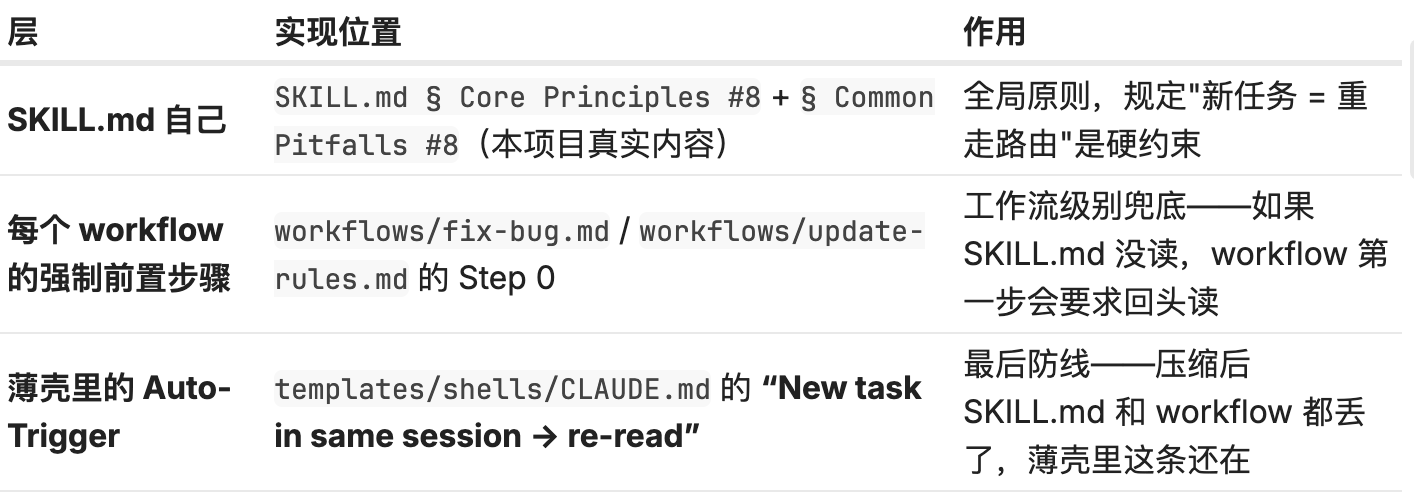 层 实现位置 作用
SKILL.md § Core Principles #8 + § Common 全局原则，规定"新任务 = 重
SKILL.md 自己
Pitfalls #8（本项目真实内容） 走路由"是硬约束
工作流级别兜底——如果
每个 workflow workflows/fix-bug.md / workflows/update- SKILL.md 没读，workflow 第
的强制前置步骤 rules.md 的 Step 0 一步会要求回头读
最后防线——压缩后
薄壳里的 Auto- templates/shells/CLAUDE.md 的 “New task SKILL.md 和 workflow 都丢
Trigger in same session → re-read” 了，薄壳里这条还在